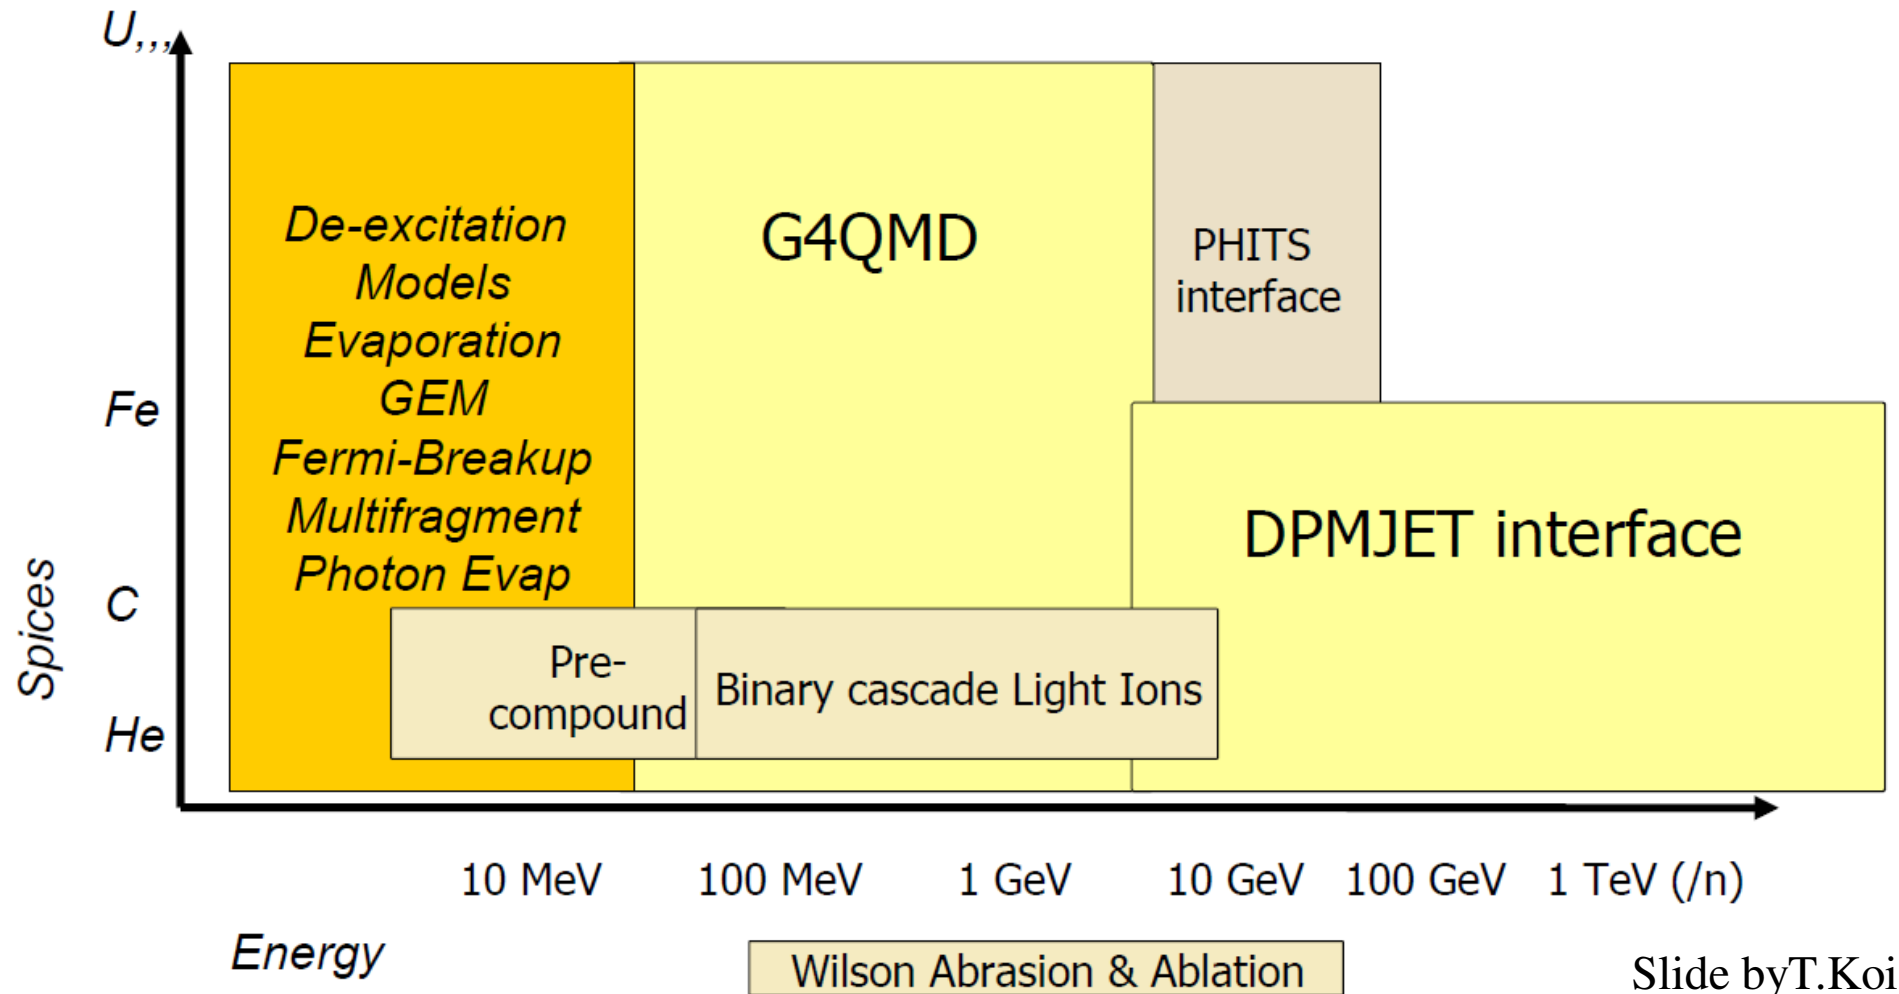 U,,,
De-excitation
Models
Evaporation
GEM
Fermi-Breakup
Multifragment
Photon Evap
G4QMD
PHITS
interface
Fe
DPMJET interface
C
Spices
Pre-
compound
Binary cascade Light Ions
He
10 MeV 100 MeV 1 GeV 10 GeV 100 GeV 1 TeV (/n)
Energy
Wilson Abrasion & Ablation
Slide byT.Koi